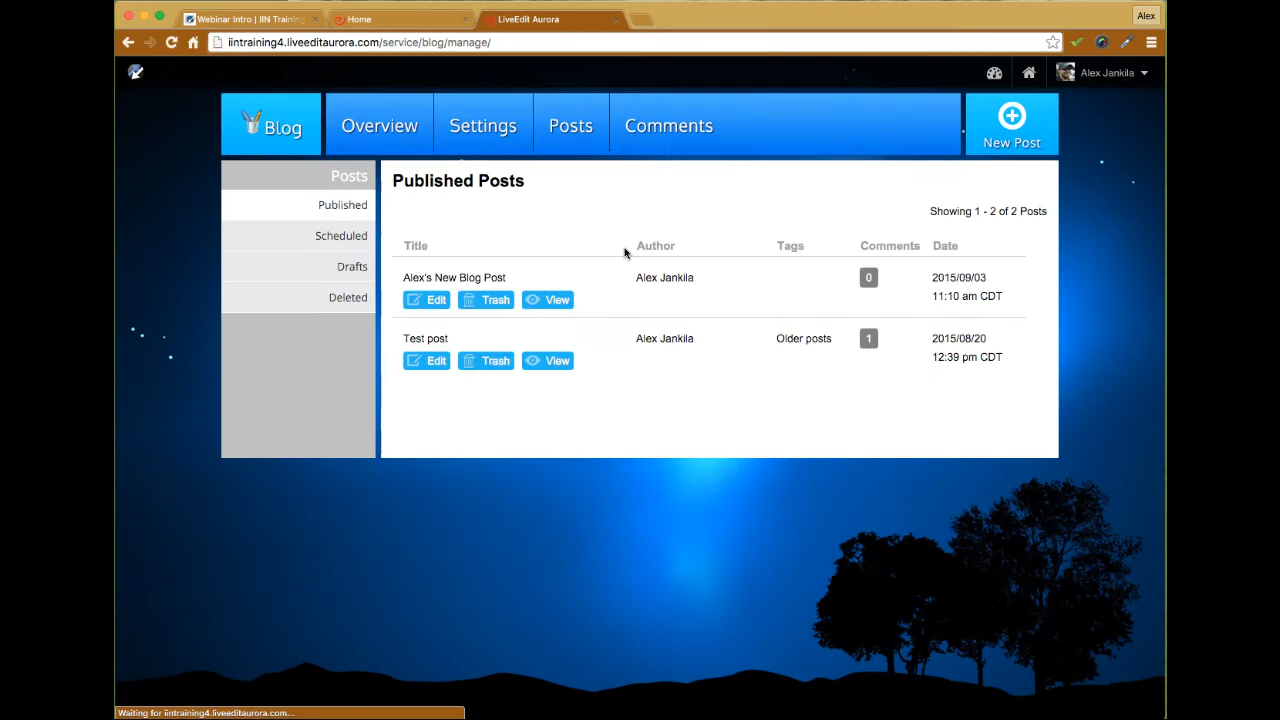 Webinar Intro | IIN Training
Home
LiveEdit Aurora
Alex
iintraining4.liveeditaurora.com/service/blog/manage/
Alex Jankila
Blog
Overview
Settings
Posts
Comments
New Post
Posts
Published
Scheduled
Drafts
Deleted
Published Posts
Showing 1 - 2 of 2 Posts
Title Author Tags Comments Date
Alex's New Blog Post Alex Jankila 0 2015/09/03
Edit Trash View 11:10 am CDT
Test post Alex Jankila Older posts 1 2015/08/20
Edit Trash View 12:39 pm CDT
Waiting for iintraining4.liveeditaurora.com...